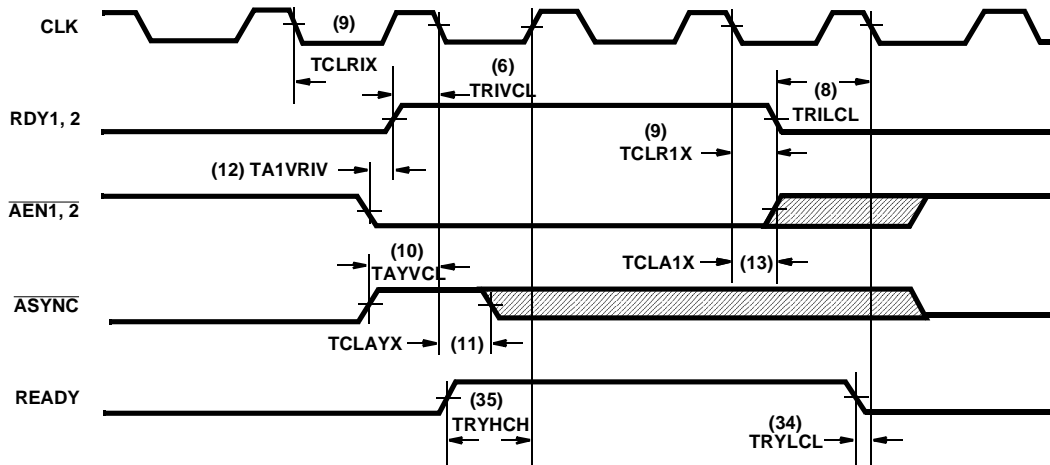 CLK
(9)
TCLRIX
(6)
TRIVCL
(8)
TRILCL
RDY1, 2
(9)
TCLR1X
(12) TA1VRIV
AEN1, 2
(10)
TAYVCL
TCLA1X (13)
ASYNC
TCLAYX (11)
READY
(35)
TRYHCH
(34)
TRYLCL